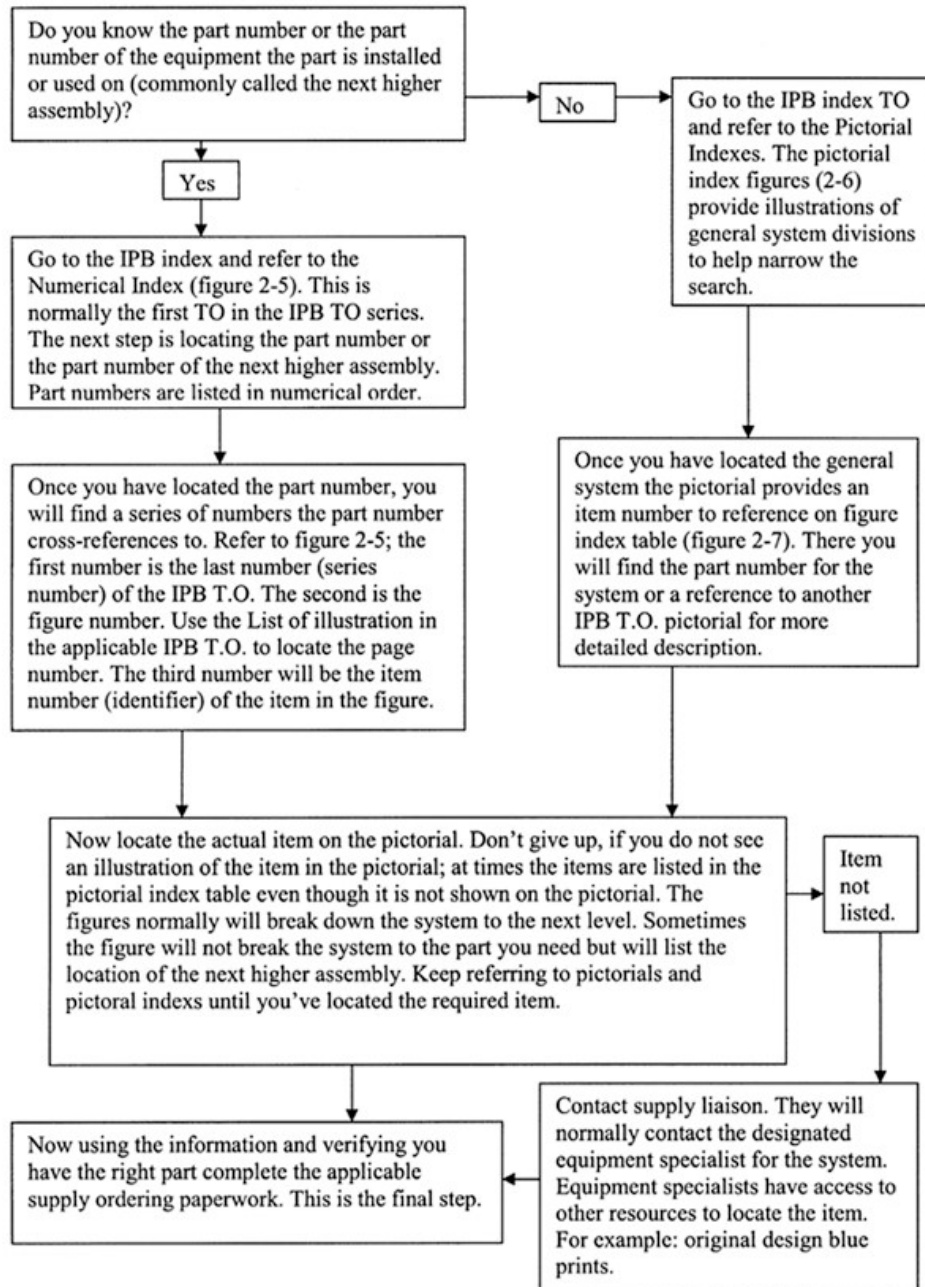 Do you know the part number or the part
number of the equipment the part is installed
or used on (commonly called the next higher
assembly)?
No
Go to the IPB index TO
and refer to the Pictorial
Indexes. The pictorial
index figures (2-6)
provide illustrations of
general system divisions
to help narrow the
search.
Yes
Go to the IPB index and refer to the
Numerical Index (figure 2-5). This is
normally the first TO in the IPB TO series.
The next step is locating the part number or
the part number of the next higher assembly.
Part numbers are listed in numerical order.
Once you have located the part number, you
will find a series of numbers the part number
cross-references to. Refer to figure 2-5; the
first number is the last number (series
number) of the IPB T.O. The second is the
figure number. Use the List of illustration in
the applicable IPB T.O. to locate the page
number. The third number will be the item
number (identifier) of the item in the figure.
Once you have located the general
system the pictorial provides an
item number to reference on figure
index table (figure 2-7). There you
will find the part number for the
system or a reference to another
IPB T.O. pictorial for more
detailed description.
Now locate the actual item on the pictorial. Don't give up, if you do not see
an illustration of the item in the pictorial; at times the items are listed in the
pictorial index table even though it is not shown on the pictorial. The
figures normally will break down the system to the next level. Sometimes
the figure will not break the system to the part you need but will list the
location of the next higher assembly. Keep referring to pictorials and
pictoral indexs until you've located the required item.
Item
not
listed.
Contact supply liaison. They will
normally contact the designated
equipment specialist for the system.
Equipment specialists have access to
other resources to locate the item.
For example: original design blue
prints.
Now using the information and verifying you
have the right part complete the applicable
supply ordering paperwork. This is the final step.